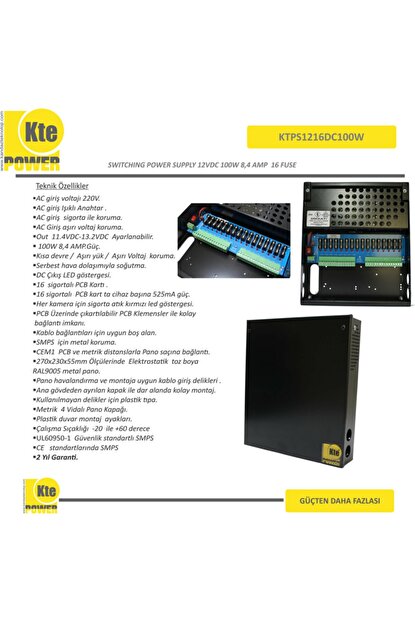 Kte
POWER
KTPS1216DC100W
SWITCHING POWER SUPPLY 12VDC 100W 8,4 AMP 16 FUSE
Teknik Özellikler
•AC giriş voltajı 220V.
•AC giriş Işıklı Anahtar .
•AC giriş sigorta ile koruma.
•AC Giriş aşırı voltaj koruma.
•Out 11.4VDC-13.2VDC Ayarlanabilir.
• 100W 8,4 AMP.Güç.
•Kısa devre / Aşırı yük / Aşırı Voltaj koruma.
•Serbest hava dolaşımıyla soğutma.
•DC Çıkış LED göstergesi.
•16 sigortalı PCB Kartı .
•16 sigortalı PCB kart ta cihaz başına 525mA güç.
•Her kamera için sigorta atık kırmızı led göstergesi.
•PCB Üzerinde çıkartılabilir PCB Klemensler ile kolay
bağlantı imkanı.
•Kablo bağlantıları için uygun boş alan.
•SMPS için metal koruma.
•CEM1 PCB ve metrik distanslarla Pano saçına bağlantı.
•270x230x55mm Ölçülerinde Elektrostatik toz boya
RAL9005 metal pano.
•Pano havalandırma ve montaja uygun kablo giriş delikleri .
•Ana gövdeden ayrılan kapak ile dar alanda kolay montaj.
•Kullanılmayan delikler için plastik tıpa.
•Metrik 4 Vidalı Pano Kapağı.
•Plastik duvar montaj ayakları.
•Çalışma Sıcaklığı -20 ile +60 derece
•UL60950-1 Güvenlik standartlı SMPS
•CE standartlarında SMPS
•2 Yıl Garanti.
Kte
POWER
Kte
POWER
GÜÇTEN DAHA FAZLASI